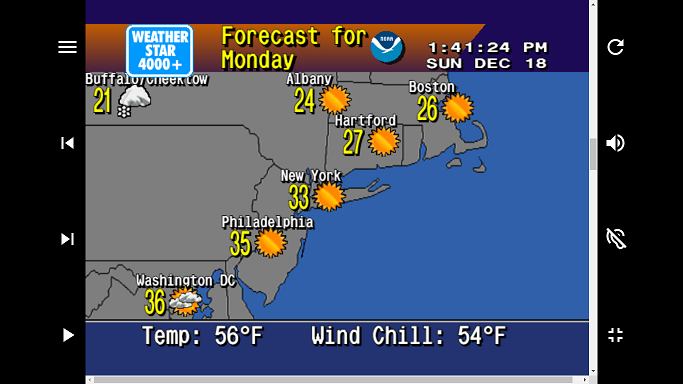 WEATHER
STAR
4000+
Forecast for
Monday
NOAA
1:41:24 PM
SUN DEC 18
Buffalo/Cheektow
21
Albany
24
Boston
26
Hartford
27
New York
33
Philadelphia
35
Washington DC
36
Temp: 56°F Wind Chill: 54°F